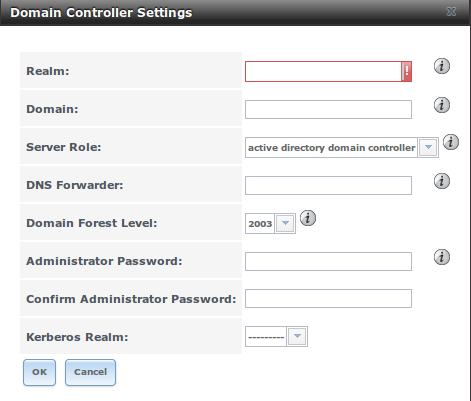 Domain Controller Settings
Realm:
Domain:
Server Role: active directory domain controller
DNS Forwarder:
Domain Forest Level: 2003
Administrator Password:
Confirm Administrator Password:
Kerberos Realm: ---------
OK Cancel